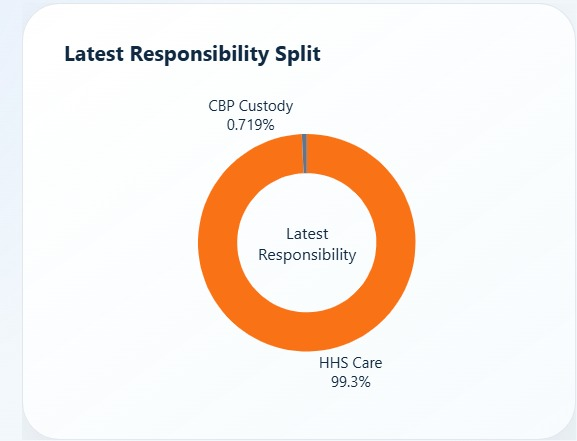 Latest Responsibility Split
CBP Custody
0.719%
Latest
Responsibility
HHS Care
99.3%